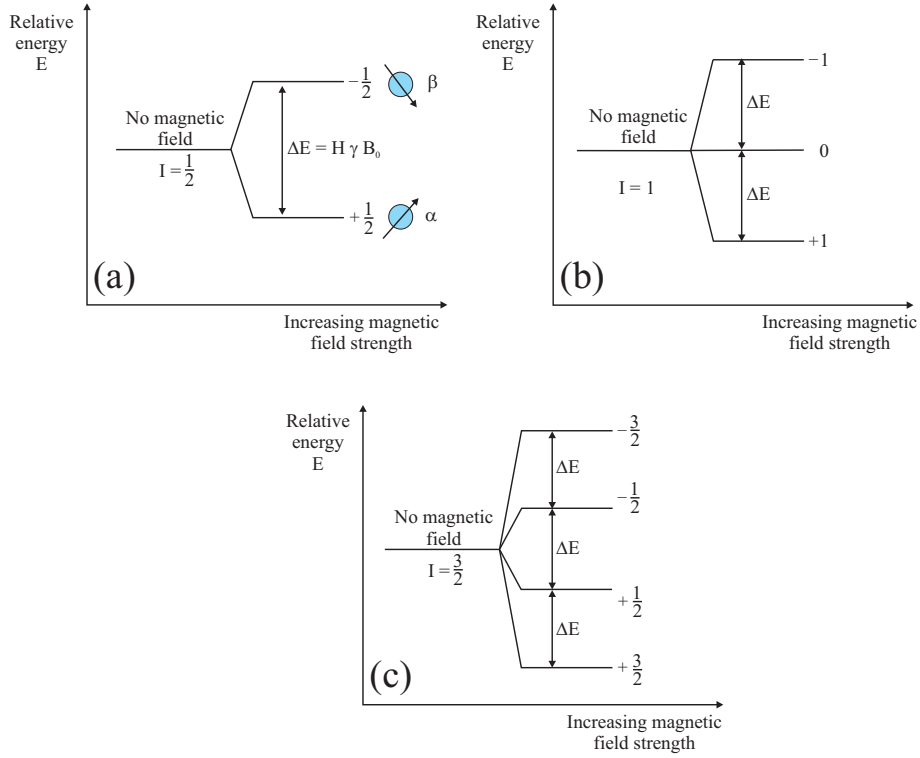 Relative
energy
E
No magnetic
field
I = 1/2
− 1/2
β
ΔE = H γ B₀
+ 1/2
α
(a)
Increasing magnetic
field strength
Relative
energy
E
No magnetic
field
I = 1
−1
ΔE
0
ΔE
+1
(b)
Increasing magnetic
field strength
Relative
energy
E
No magnetic
field
I = 3/2
− 3/2
ΔE
− 1/2
ΔE
+ 1/2
ΔE
+ 3/2
(c)
Increasing magnetic
field strength